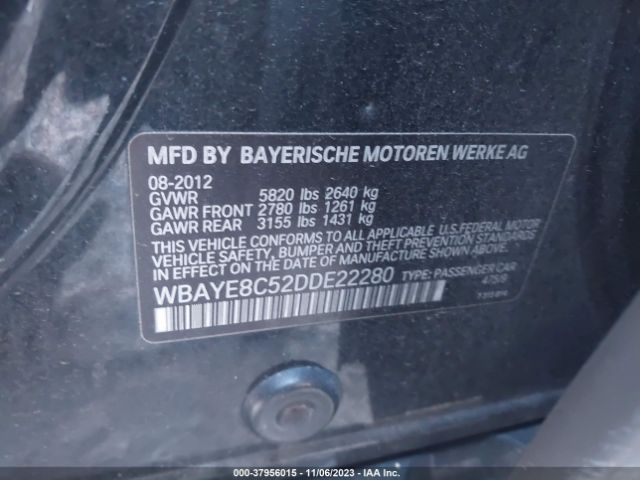 MFD BY BAYERISCHE MOTOREN WERKE AG
08-2012
GVWR 5820 lbs 2640 kg
GAWR FRONT 2780 lbs 1261 kg
GAWR REAR 3155 lbs 1431 kg
THIS VEHICLE CONFORMS TO ALL APPLICABLE U.S.FEDERAL MOTOR
VEHICLE SAFETY, BUMPER, AND THEFT PREVENTION STANDARDS
IN EFFECT ON THE DATE OF MANUFACTURE SHOWN ABOVE.
WBAYE8C52DDE22280 TYPE: PASSENGER CAR
000-37956015 - 11/06/2023 - IAA Inc.